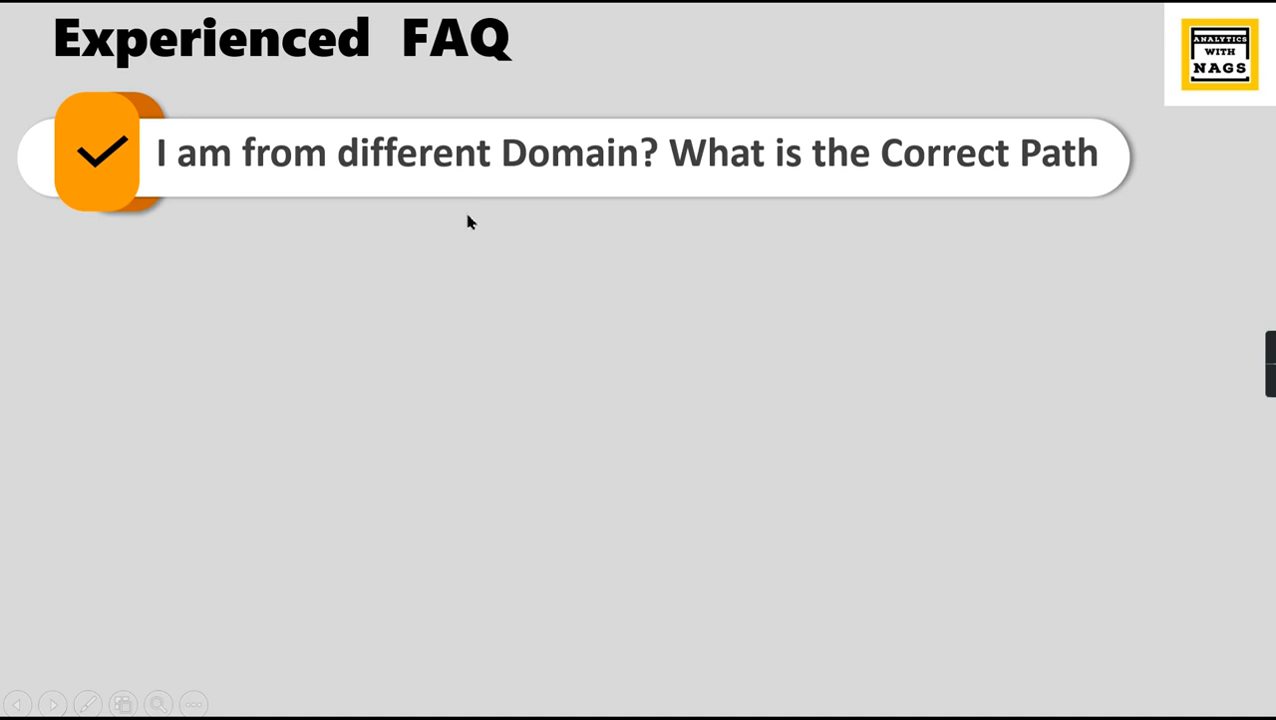 Experienced FAQ
ANALYTICS
WITH
NAGS
I am from different Domain? What is the Correct Path